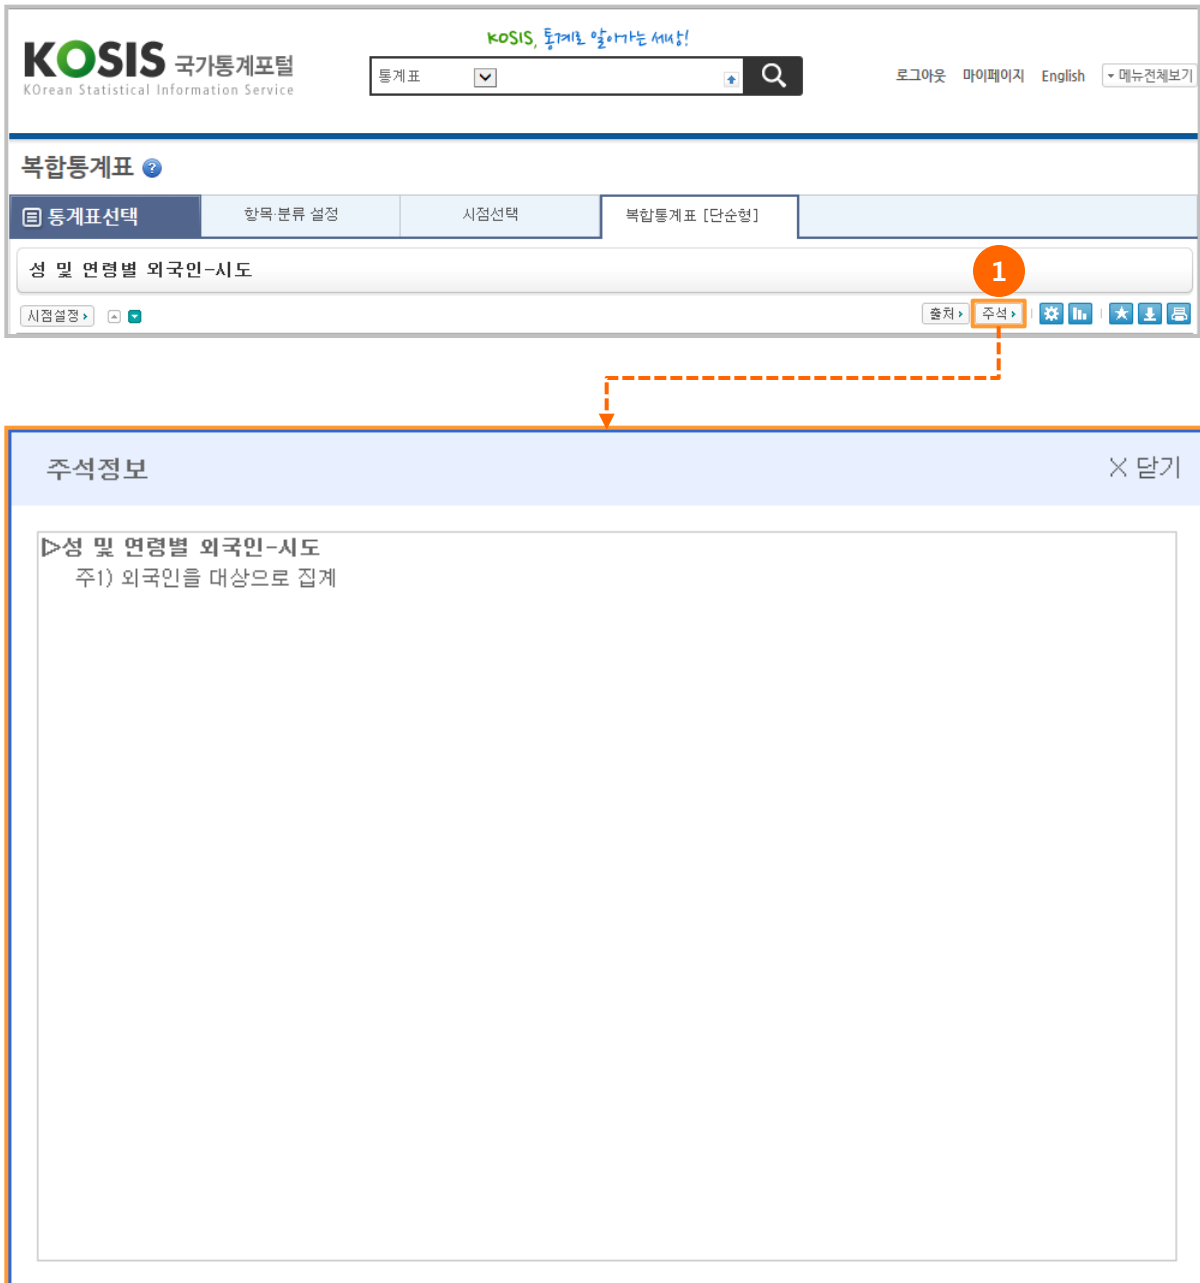 KOSIS, 통계로 알아가는 세상!
KOSIS 국가통계포털
KOrean Statistical Information Service
통계표
로그아웃 마이페이지 English 메뉴전체보기
복합통계표 ?
통계표선택 항목·분류 설정 시점선택 복합통계표 [단순형]
성 및 연령별 외국인-시도
1
시점설정 출처 주석
주석정보 X 닫기
▷성 및 연령별 외국인-시도
주1) 외국인을 대상으로 집계